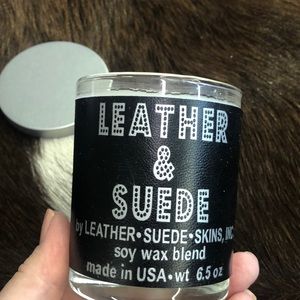 LEATHER
&
SUEDE
by LEATHER•SUEDE•SKINS, INC
soy wax blend
made in USA•wt 6.5 oz